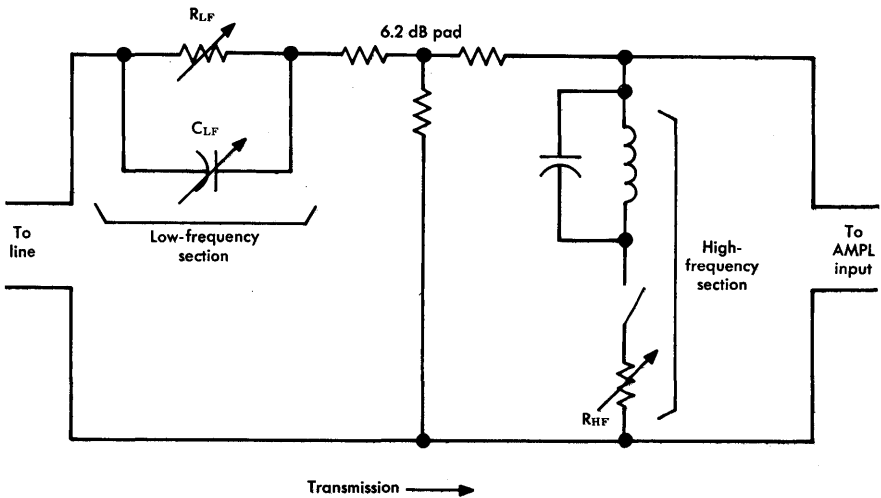 RLF
6.2 dB pad
CLF
To
line
Low-frequency
section
High-
frequency
section
To
AMPL
input
RHF
Transmission